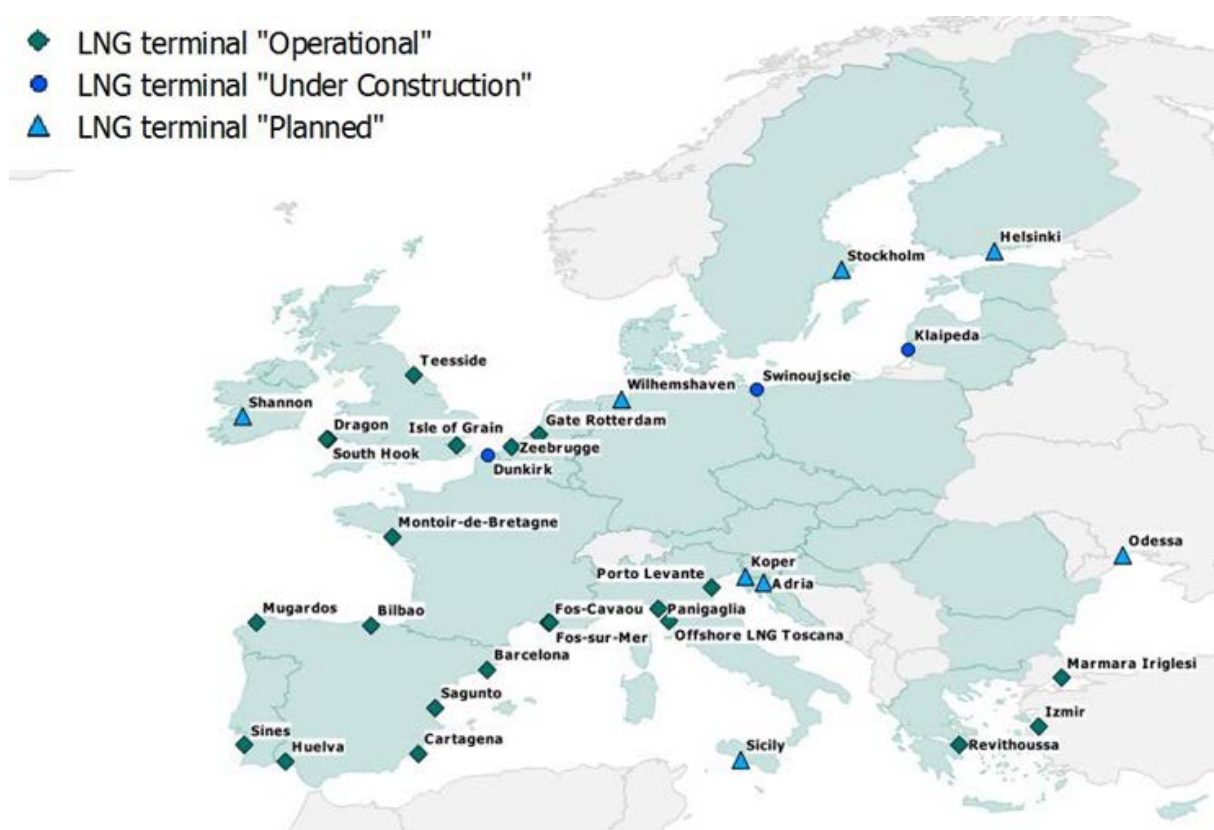 LNG terminal "Operational"
LNG terminal "Under Construction"
LNG terminal "Planned"
Helsinki
Stockholm
Klaipeda
Teesside
Swinoujscie
Wilhemshaven
Shannon
Gate Rotterdam
Dragon
Isle of Grain
South Hook
Zeebrugge
Dunkirk
Montoir-de-Bretagne
Odessa
Koper
Porto Levante
Adria
Mugardos
Bilbao
Fos-Cavaou
Panigaglia
Fos-sur-Mer
Offshore LNG Toscana
Barcelona
Marmara Iriglesi
Sagunto
Izmir
Sines
Huelva
Cartagena
Sicily
Revithoussa